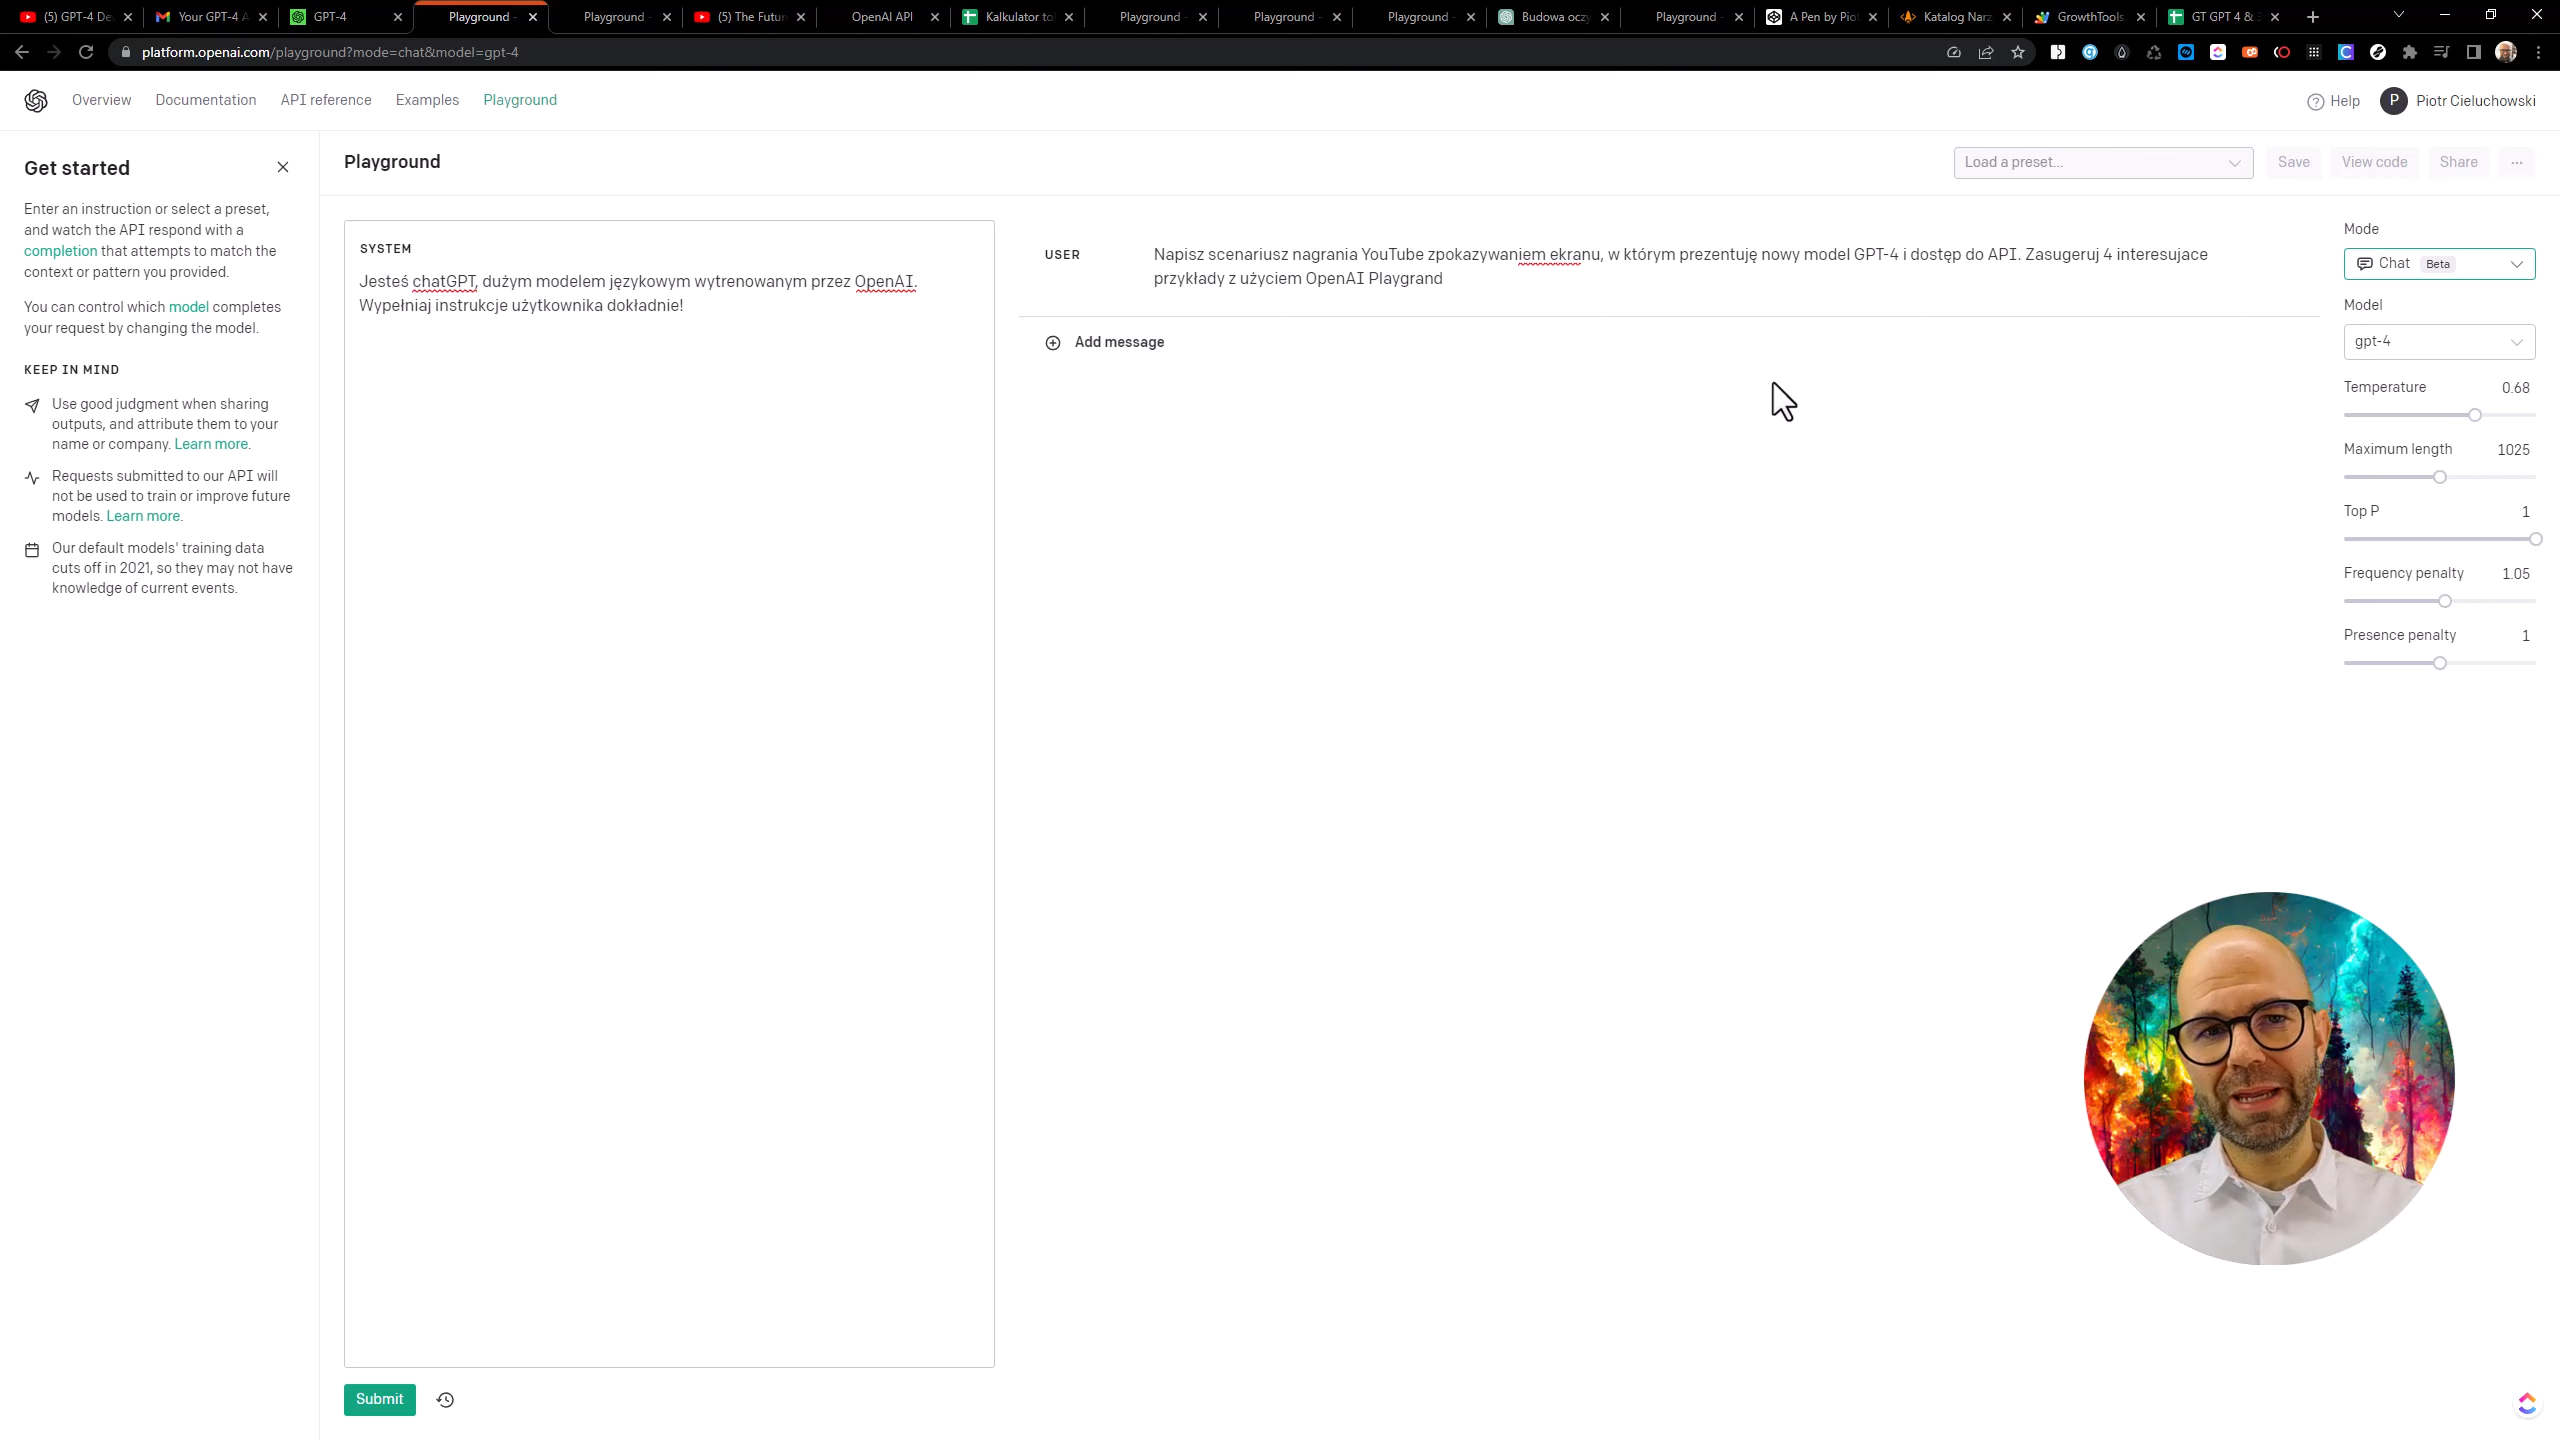 (5) GPT-4 De
Your GPT-4 A
GPT-4
Playground -
Playground -
(5) The Futur
OpenAI API
Kalkulator to
Playground -
Playground -
Playground -
Budowa oczy
Playground -
A Pen by Piot
Katalog Narz
GrowthTools
GT GPT 4 &
platform.openai.com/playground?mode=chat&model=gpt-4
Overview
Documentation
API reference
Examples
Playground
Help
P
Piotr Cieluchowski
Get started
Enter an instruction or select a preset,
and watch the API respond with a
completion that attempts to match the
context or pattern you provided.
You can control which model completes
your request by changing the model.
KEEP IN MIND
Use good judgment when sharing
outputs, and attribute them to your
name or company. Learn more.
Requests submitted to our API will
not be used to train or improve future
models. Learn more.
Our default models' training data
cuts off in 2021, so they may not have
knowledge of current events.
Playground
Load a preset...
Save
View code
Share
...
SYSTEM
Jesteś chatGPT, dużym modelem językowym wytrenowanym przez OpenAI.
Wypełniaj instrukcje użytkownika dokładnie!
USER
Napisz scenariusz nagrania YouTube zpokazywaniem ekranu, w którym prezentuję nowy model GPT-4 i dostęp do API. Zasugeruj 4 interesujace
przykłady z użyciem OpenAI Playgrand
Add message
Mode
Chat Beta
Model
gpt-4
Temperature 0.68
Maximum length 1025
Top P 1
Frequency penalty 1.05
Presence penalty 1
Submit